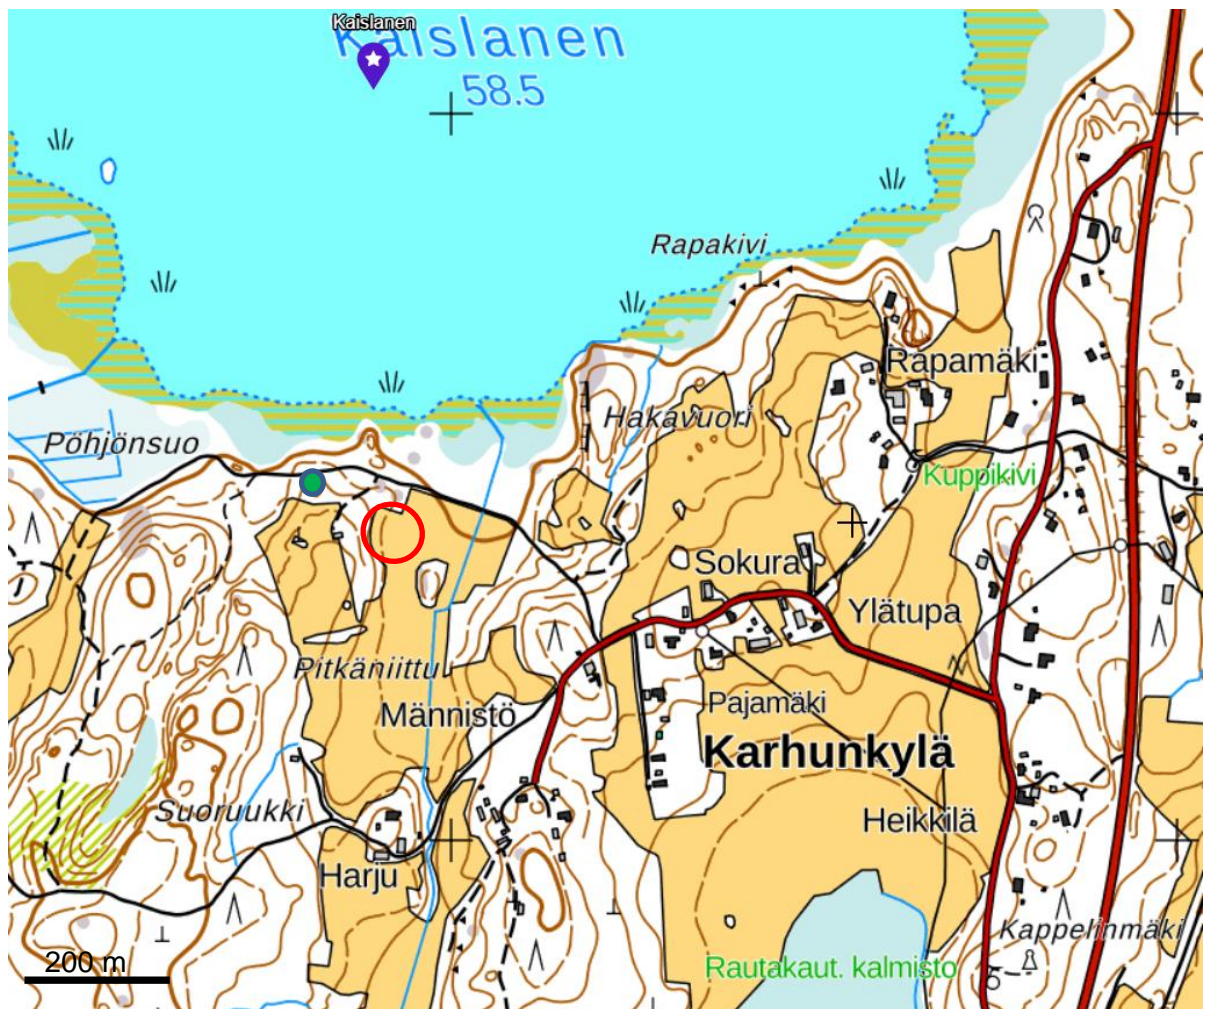 Kaislanen
Kaislanen
58.5
Rapakivi
Rapamäki
Hakavuori
Pöhjönsuo
Kuppikivi
Sokura
Ylätupa
Pitkäniittu
Männistö
Pajamäki
Karhunkylä
Suoruukki
Heikkilä
Harju
Kappelinmäki
200 m
Rautakaut. kalmisto